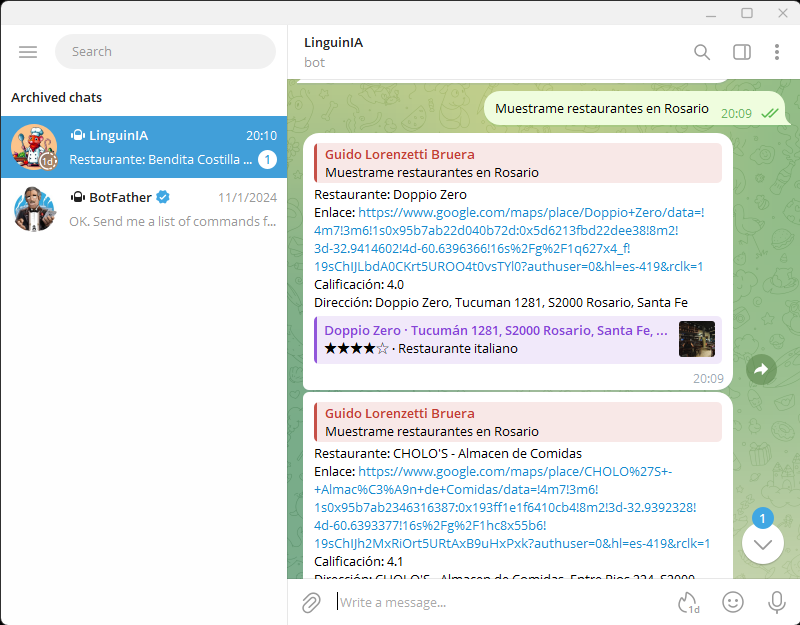 Search
Archived chats
LinguinIA 20:10
Restaurante: Bendita Costilla ... 1
1d
BotFather 11/1/2024
OK. Send me a list of commands f...
LinguinIA
bot
Muestrame restaurantes en Rosario 20:09
Guido Lorenzetti Bruera
Muestrame restaurantes en Rosario
Restaurante: Doppio Zero
Enlace: https://www.google.com/maps/place/Doppio+Zero/data=!
4m7!3m6!1s0x95b7ab22d040b72d:0x5d6213fbd22dee38!8m2!
3d-32.9414602!4d-60.6396366!16s%2Fg%2F1q627x4_f!
19sChIJLbdA0CKrt5UROO4t0vsTYl0?authuser=0&hl=es-419&rclk=1
Calificación: 4.0
Dirección: Doppio Zero, Tucuman 1281, S2000 Rosario, Santa Fe
Doppio Zero · Tucumán 1281, S2000 Rosario, Santa Fe, ...
★★★★☆ · Restaurante italiano
20:09
Guido Lorenzetti Bruera
Muestrame restaurantes en Rosario
Restaurante: CHOLO'S - Almacen de Comidas
Enlace: https://www.google.com/maps/place/CHOLO%27S+-
+Almac%C3%A9n+de+Comidas/data=!4m7!3m6!
1s0x95b7ab2346316387:0x193ff1e1f6410cb4!8m2!3d-32.9392328!
4d-60.6393377!16s%2Fg%2F1hc8x55b6!
19sChIJh2MxRiOrt5URtAxB9uHxPxk?authuser=0&hl=es-419&rclk=1
Calificación: 4.1
Dirección: CHOLO'S - Almacen de Comidas, Entre Rios 224, S2000
1
Write a message...
1d